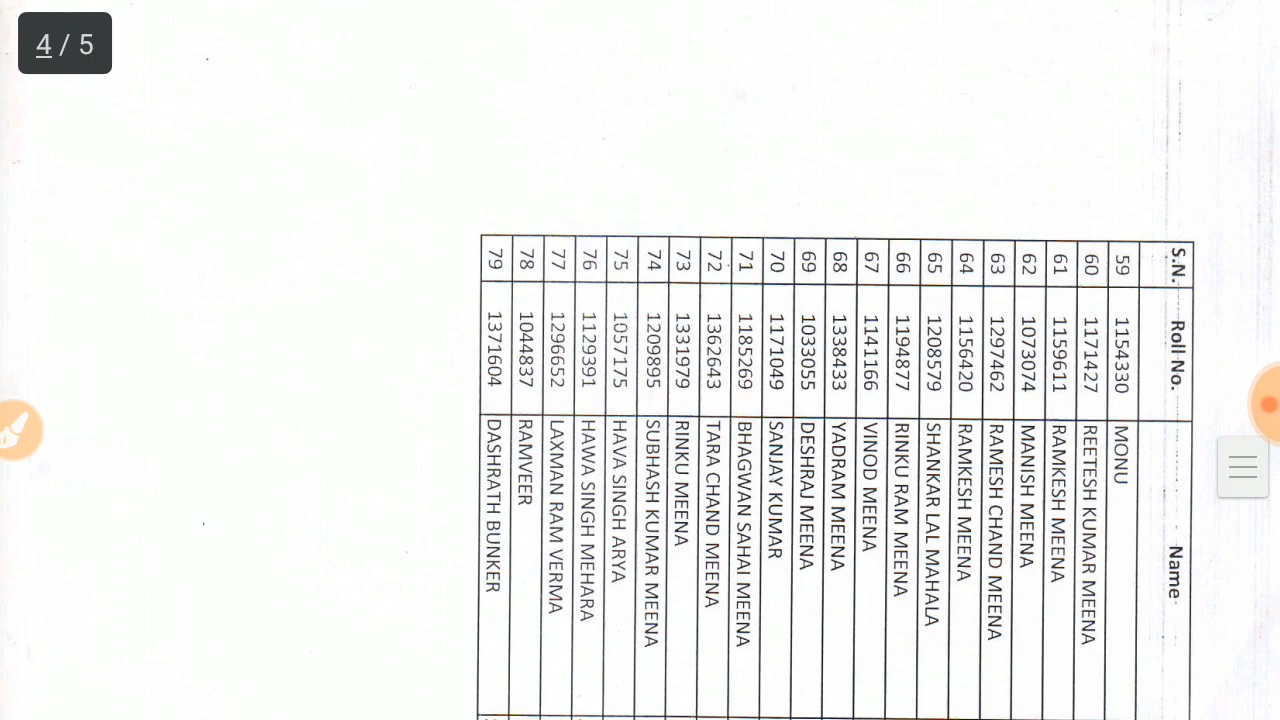 4 / 5
S.N. Roll No. Name
59 1154330 MONU
60 1171427 REETESH KUMAR MEENA
61 1159611 RAMKESH MEENA
62 1073074 MANISH MEENA
63 1297462 RAMESH CHAND MEENA
64 1156420 RAMKESH MEENA
65 1208579 SHANKAR LAL MAHALA
66 1194877 RINKU RAM MEENA
67 1141166 VINOD MEENA
68 1338433 YADRAM MEENA
69 1033055 DESHRAJ MEENA
70 1171049 SANJAY KUMAR
71 1185269 BHAGWAN SAHAI MEENA
72 1362643 TARA CHAND MEENA
73 1331979 RINKU MEENA
74 1209895 SUBHASH KUMAR MEENA
75 1057175 HAVA SINGH ARYA
76 1129391 HAWA SINGH MEHARA
77 1296652 LAXMAN RAM VERMA
78 1044837 RAMVEER
79 1371604 DASHRATH BUNKER